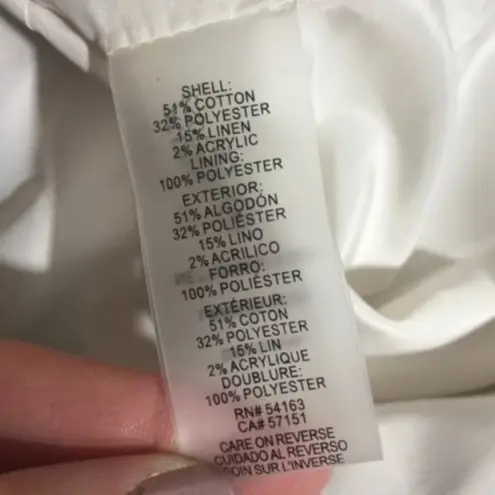 SHELL:
51% COTTON
32% POLYESTER
15% LINEN
2% ACRYLIC
LINING:
100% POLYESTER
EXTERIOR:
51% ALGODÓN
32% POLIÉSTER
15% LINO
2% ACRILICO
FORRO:
100% POLIÉSTER
EXTÉRIEUR:
51% COTON
32% POLYESTER
15% LIN
2% ACRYLIQUE
DOUBLURE:
100% POLYESTER
RN# 54163
CA# 57151
CARE ON REVERSE
CUIDADO AL REVERSO
SOIN SUR L'INVERSE